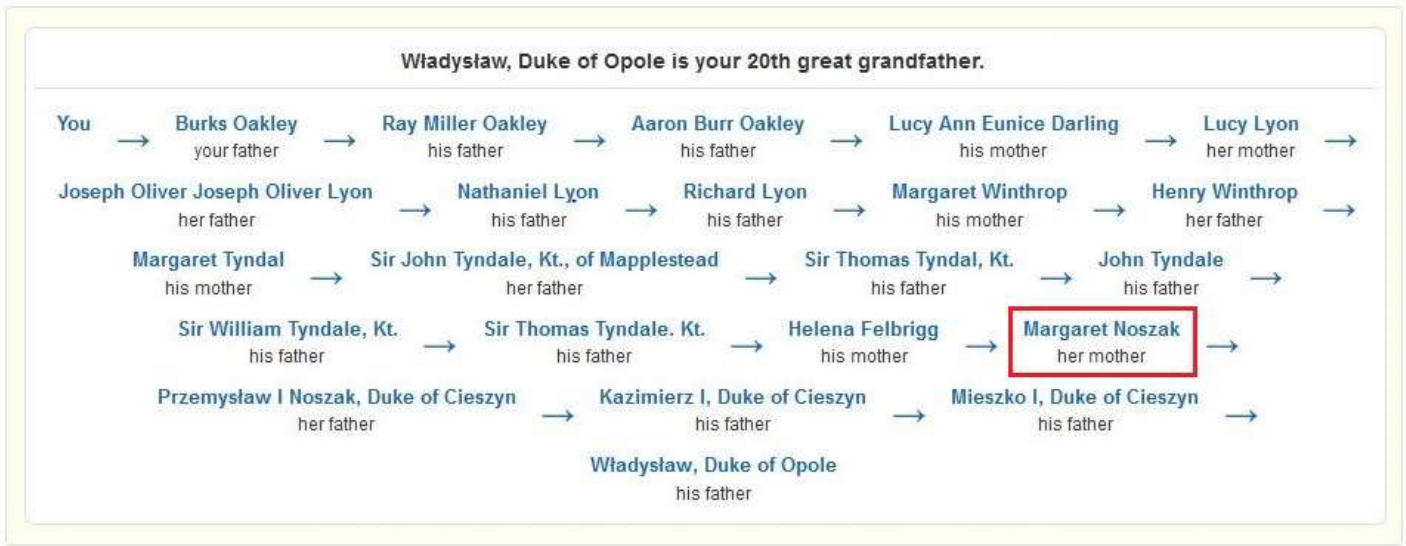 Władysław, Duke of Opole is your 20th great grandfather.
You → Burks Oakley → Ray Miller Oakley → Aaron Burr Oakley → Lucy Ann Eunice Darling → Lucy Lyon →
your father his father his father his mother her mother
Joseph Oliver Joseph Oliver Lyon → Nathaniel Lyon → Richard Lyon → Margaret Winthrop → Henry Winthrop →
her father his father his father his mother her father
Margaret Tyndal → Sir John Tyndale, Kt., of Mapplestead → Sir Thomas Tyndal, Kt. → John Tyndale →
his mother her father his father his father
Sir William Tyndale, Kt. → Sir Thomas Tyndale. Kt. → Helena Felbrigg → Margaret Noszak →
his father his father his mother her mother
Przemysław I Noszak, Duke of Cieszyn → Kazimierz I, Duke of Cieszyn → Mieszko I, Duke of Cieszyn →
her father his father his father
Władysław, Duke of Opole
his father